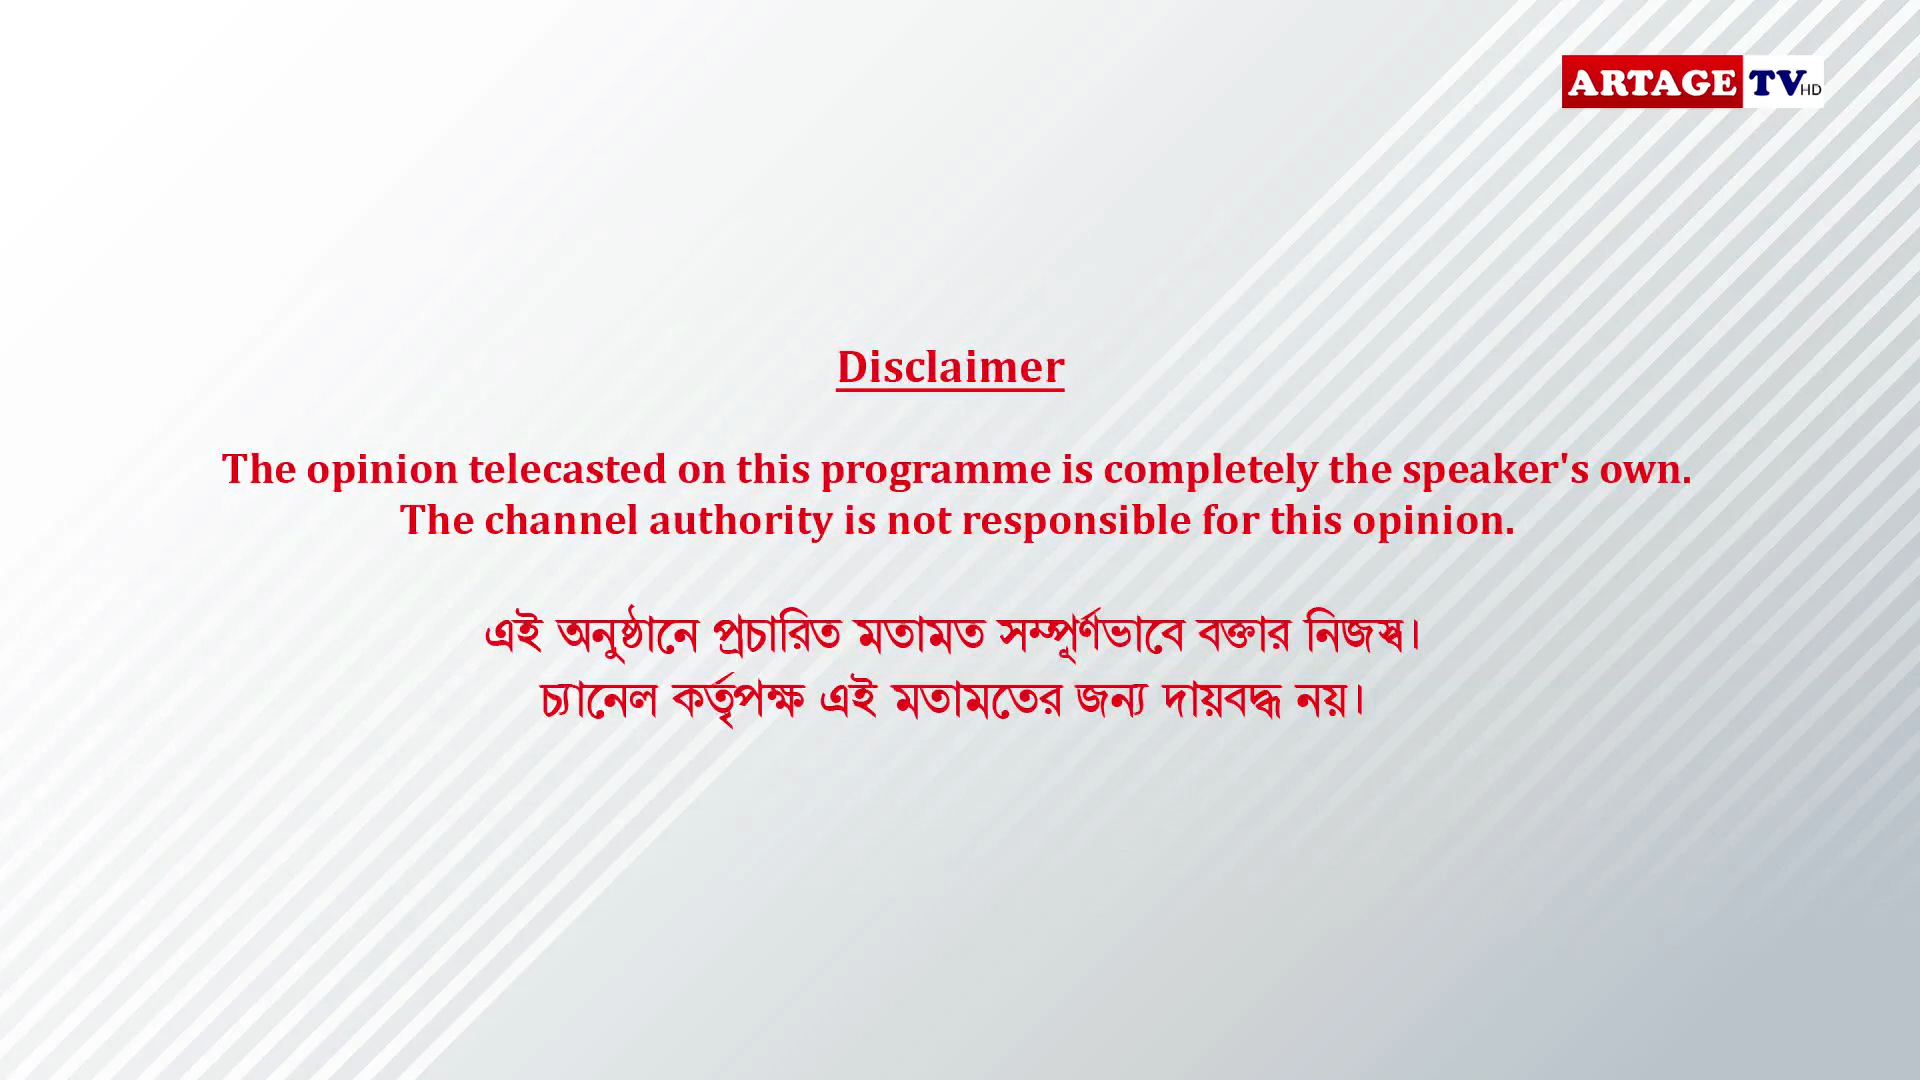 ARTAGE TV HD
Disclaimer
The opinion telecasted on this programme is completely the speaker's own.
The channel authority is not responsible for this opinion.
এই অনুষ্ঠানে প্রচারিত মতামত সম্পূর্ণভাবে বক্তার নিজস্ব।
চ্যানেল কর্তৃপক্ষ এই মতামতের জন্য দায়বদ্ধ নয়।